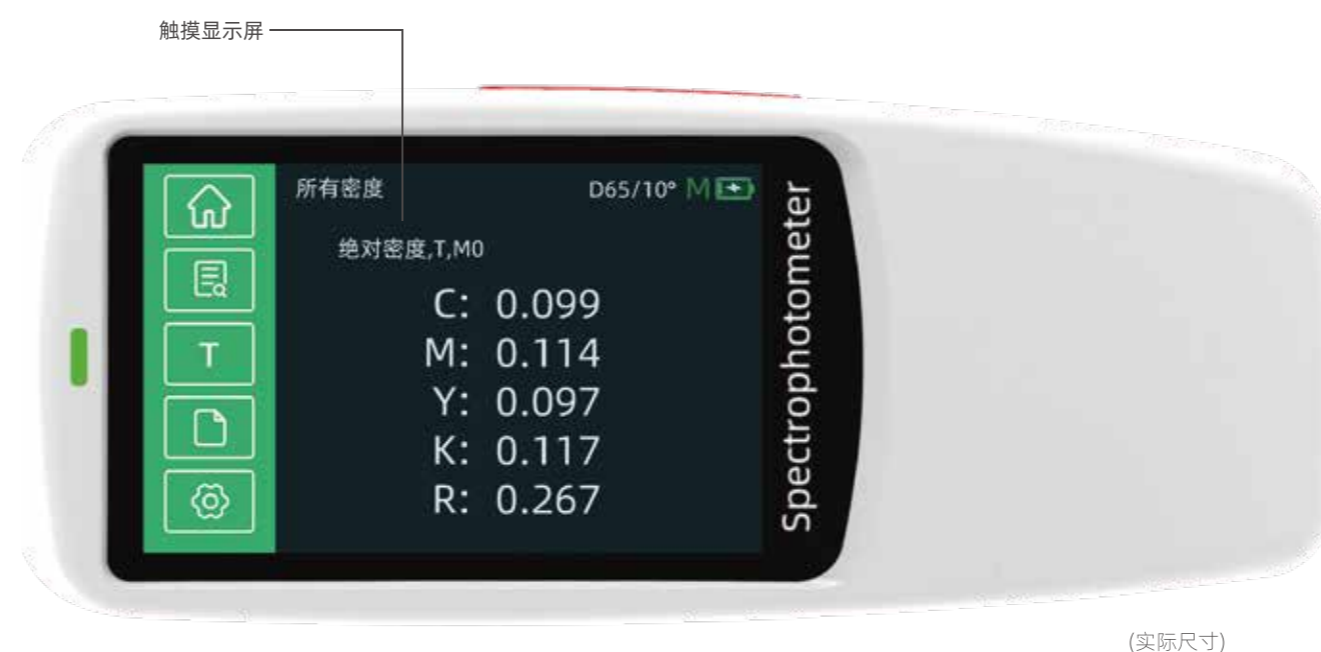 触摸显示屏
所有密度
D65/10° M
绝对密度,T,M0
C: 0.099
M: 0.114
Y: 0.097
K: 0.117
R: 0.267
T
Spectrophotometer
(实际尺寸)